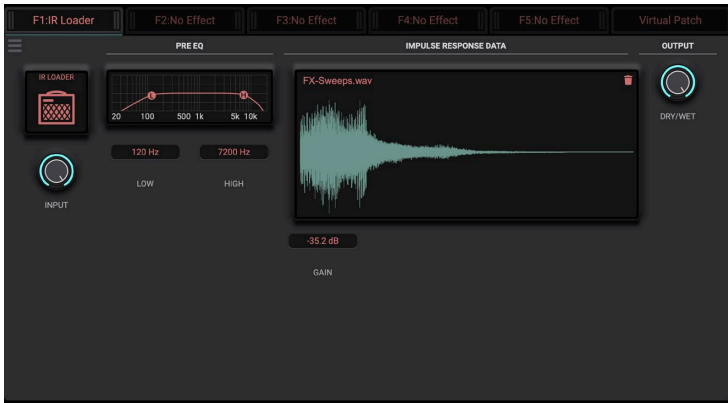 F1:IR Loader
F2:No Effect
F3:No Effect
F4:No Effect
F5:No Effect
Virtual Patch
PRE EQ
IMPULSE RESPONSE DATA
OUTPUT
IR LOADER
L
H
20 100 500 1k 5k 10k
FX-Sweeps.wav
DRY/WET
120 Hz
7200 Hz
LOW
HIGH
INPUT
-35.2 dB
GAIN